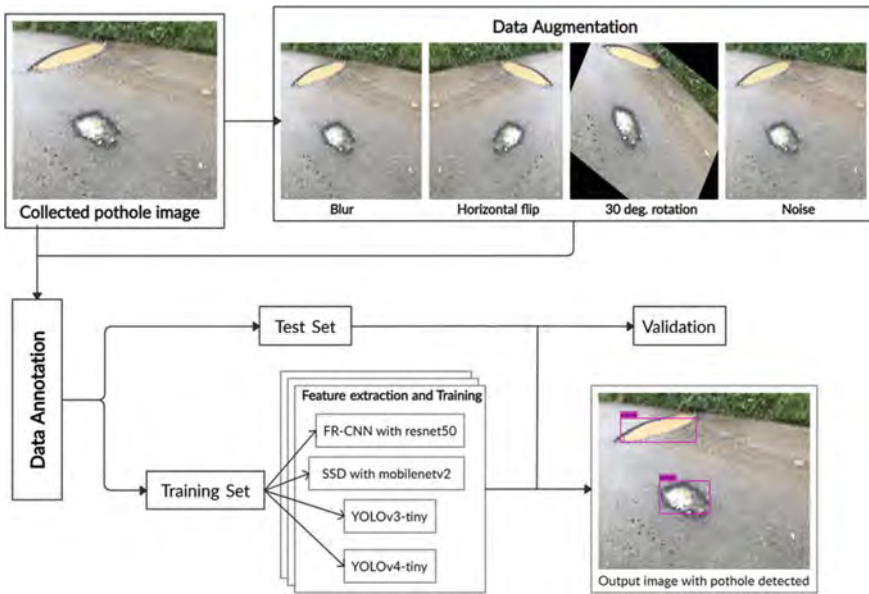 Data Augmentation
Collected pothole image
Blur
Horizontal flip
30 deg. rotation
Noise
Data Annotation
Test Set
Validation
Feature extraction and Training
FR-CNN with resnet50
SSD with mobilenetv2
Training Set
YOLOv3-tiny
YOLOv4-tiny
Output image with pothole detected